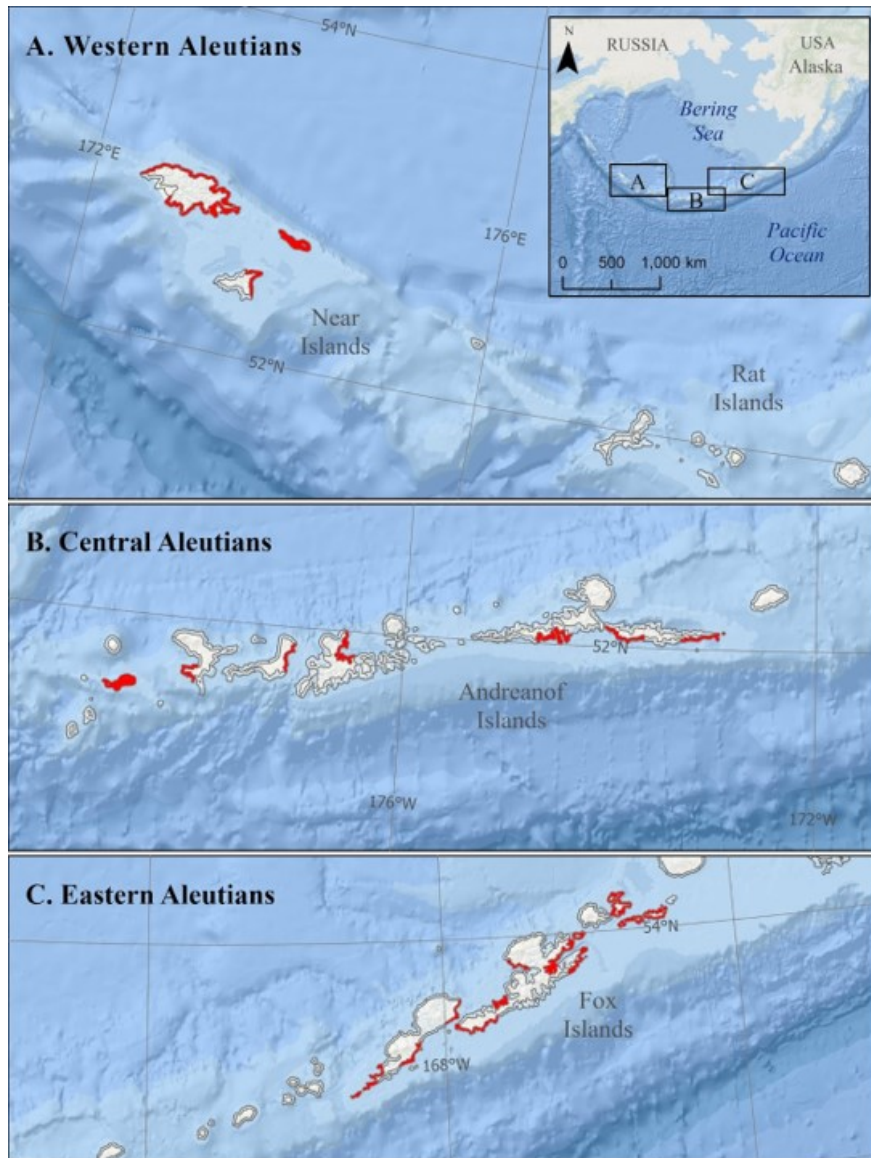 A. Western Aleutians
54°N
172°E
176°E
Near
Islands
52°N
Rat
Islands
N
RUSSIA
USA
Alaska
Bering
Sea
A
B
C
Pacific
Ocean
0 500 1,000 km
B. Central Aleutians
52°N
Andreanof
Islands
176°W
172°W
C. Eastern Aleutians
54°N
Fox
Islands
168°W